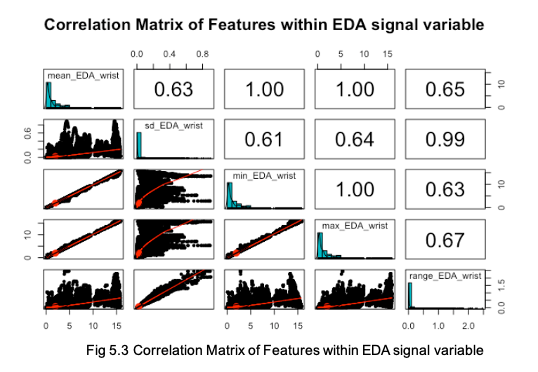 Correlation Matrix of Features within EDA signal variable
0.0 0.4 0.8 0 5 10 15
mean_EDA_wrist 0.63 1.00 1.00 0.65 0 10
0.0 0.6 sd_EDA_wrist 0.61 0.64 0.99
min_EDA_wrist 1.00 0.63 0 10
0 10 max_EDA_wrist 0.67
range_EDA_wrist 0.0 1.5
0 5 10 15 0 5 10 15 0.0 1.0 2.0
Fig 5.3 Correlation Matrix of Features within EDA signal variable